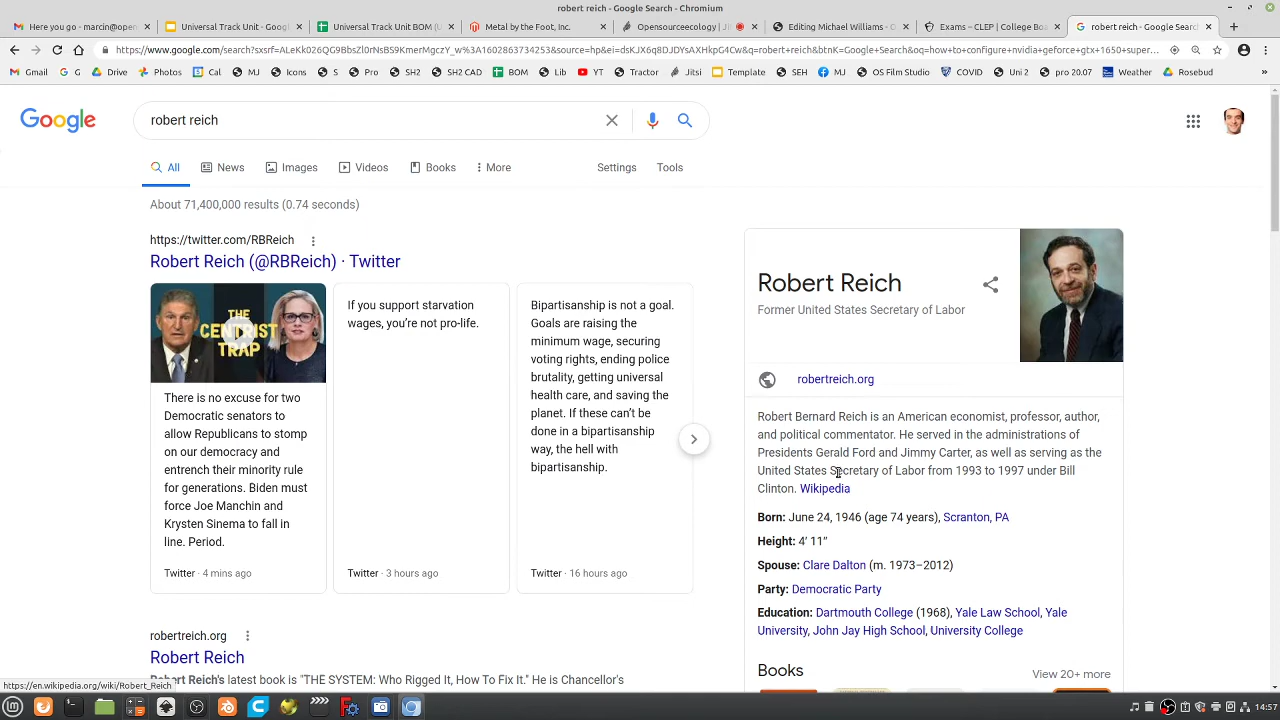 robert reich - Google Search - Chromium
Here you go - marcin@open
Universal Track Unit - Googl
Universal Track Unit BOM (U
Metal by the Foot, Inc.
Opensourceecology | J
Editing Michael Williams - O
Exams – CLEP | College Boa
robert reich - Google Searc
https://www.google.com/search?
Gmail G Drive Photos Cal MJ Icons S Pro SH2 SH2 CAD BOM Lib YT Tractor Jitsi Template SEH MJ OS Film Studio COVID Uni 2 pro 20.07 Weather Rosebud »
Google
robert reich
All News Images Videos Books More Settings Tools
About 71,400,000 results (0.74 seconds)
https://twitter.com/RBReich
Robert Reich (@RBReich) · Twitter
THE
CENTRIST
TRAP
There is no excuse for two
Democratic senators to
allow Republicans to stomp
on our democracy and
entrench their minority rule
for generations. Biden must
force Joe Manchin and
Krysten Sinema to fall in
line. Period.
Twitter · 4 mins ago
If you support starvation
wages, you’re not pro-life.
Twitter · 3 hours ago
Bipartisanship is not a goal.
Goals are raising the
minimum wage, securing
voting rights, ending police
brutality, getting universal
health care, and saving the
planet. If these can’t be
done in a bipartisanship
way, the hell with
bipartisanship.
Twitter · 16 hours ago
robertreich.org
Robert Reich
Robert Reich's latest book is "THE SYSTEM: Who Rigged It, How To Fix It." He is Chancellor's
https://en.wikipedia.org/wiki/Robert_Reich
Robert Reich
Former United States Secretary of Labor
robertreich.org
Robert Bernard Reich is an American economist, professor, author,
and political commentator. He served in the administrations of
Presidents Gerald Ford and Jimmy Carter, as well as serving as the
United States Secretary of Labor from 1993 to 1997 under Bill
Clinton. Wikipedia
Born: June 24, 1946 (age 74 years), Scranton, PA
Height: 4′ 11″
Spouse: Clare Dalton (m. 1973–2012)
Party: Democratic Party
Education: Dartmouth College (1968), Yale Law School, Yale
University, John Jay High School, University College
Books
View 20+ more
14:57